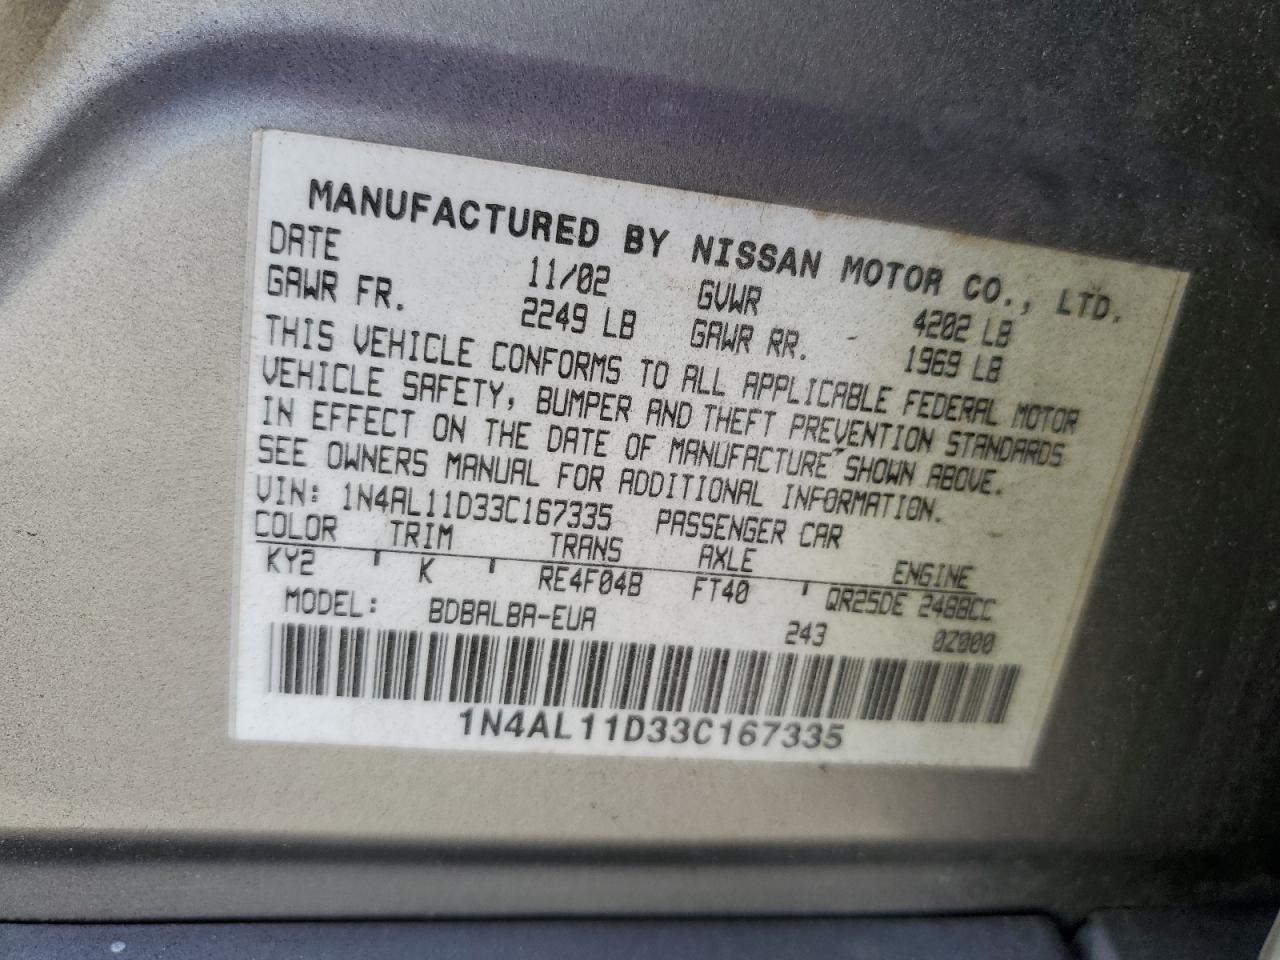 MANUFACTURED BY NISSAN MOTOR CO., LTD.
DATE 11/02 GVWR 4202 LB
GAWR FR. 2249 LB GAWR RR. 1969 LB
THIS VEHICLE CONFORMS TO ALL APPLICABLE FEDERAL MOTOR
VEHICLE SAFETY, BUMPER AND THEFT PREVENTION STANDARDS
IN EFFECT ON THE DATE OF MANUFACTURE SHOWN ABOVE.
SEE OWNERS MANUAL FOR ADDITIONAL INFORMATION.
VIN: 1N4AL11D33C167335 PASSENGER CAR
COLOR TRIM TRANS AXLE ENGINE
KY2 K RE4F04B FT40 QR25DE 2488CC
MODEL: BDBALBA-EUA 243 0Z000
1N4AL11D33C167335